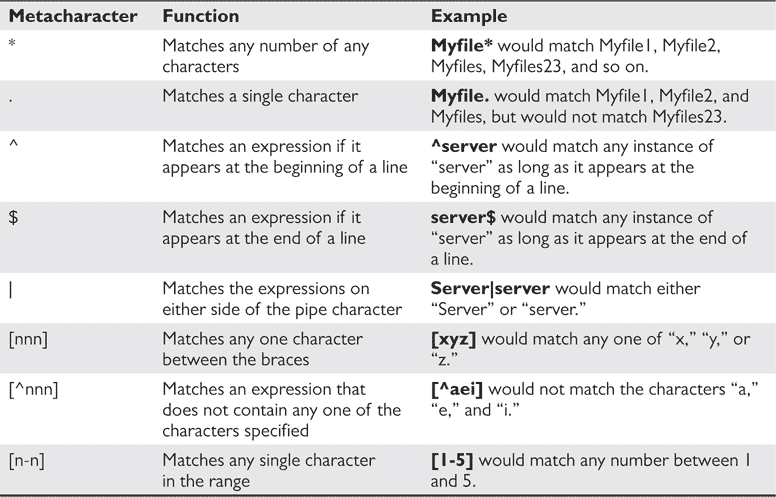 Metacharacter Function Example
* Matches any number of any Myfile* would match Myfile1, Myfile2,
characters Myfiles, Myfiles23, and so on.
. Matches a single character Myfile. would match Myfile1, Myfile2, and
Myfiles, but would not match Myfiles23.
^ Matches an expression if it ^server would match any instance of
appears at the beginning of a line “server” as long as it appears at the
beginning of a line.
$ Matches an expression if it server$ would match any instance of
appears at the end of a line “server” as long as it appears at the end of
a line.
| Matches the expressions on Server|server would match either
either side of the pipe character “Server” or “server.”
[nnn] Matches any one character [xyz] would match any one of “x,” “y,” or
between the braces “z.”
[^nnn] Matches an expression that [^aei] would not match the characters “a,”
does not contain any one of the “e,” and “i.”
characters specified
[n-n] Matches any single character [1-5] would match any number between 1
in the range and 5.